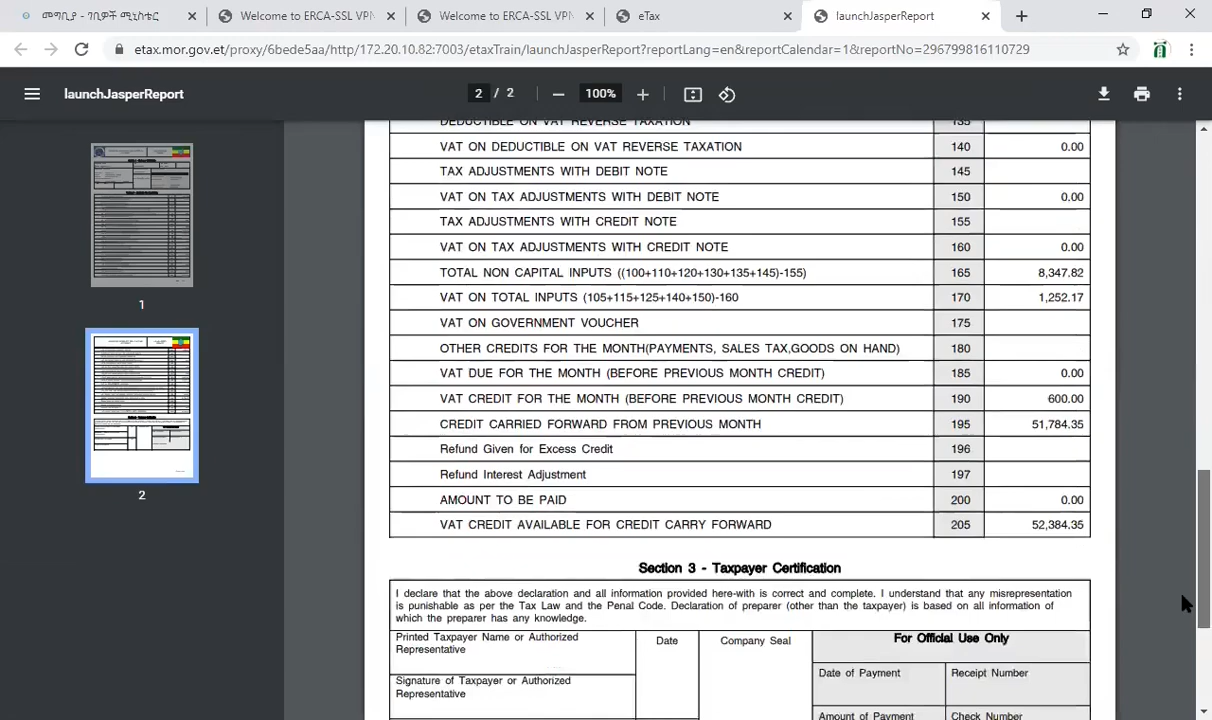 መግቢያ - ገቢዎች ሚኒስቴር
Welcome to ERCA-SSL VPN
Welcome to ERCA-SSL VPN
eTax
launchJasperReport
etax.mor.gov.et/proxy/6bede5aa/http/172.20.10.82:7003/etaxTrain/launchJasperReport?reportLang=en&reportCalendar=1&reportNo=296799816110729
launchJasperReport
2 / 2
100%
1
2
DEDUCTIBLE ON VAT REVERSE TAXATION 135
VAT ON DEDUCTIBLE ON VAT REVERSE TAXATION 140 0.00
TAX ADJUSTMENTS WITH DEBIT NOTE 145
VAT ON TAX ADJUSTMENTS WITH DEBIT NOTE 150 0.00
TAX ADJUSTMENTS WITH CREDIT NOTE 155
VAT ON TAX ADJUSTMENTS WITH CREDIT NOTE 160 0.00
TOTAL NON CAPITAL INPUTS ((100+110+120+130+135+145)-155) 165 8,347.82
VAT ON TOTAL INPUTS (105+115+125+140+150)-160 170 1,252.17
VAT ON GOVERNMENT VOUCHER 175
OTHER CREDITS FOR THE MONTH(PAYMENTS, SALES TAX,GOODS ON HAND) 180
VAT DUE FOR THE MONTH (BEFORE PREVIOUS MONTH CREDIT) 185 0.00
VAT CREDIT FOR THE MONTH (BEFORE PREVIOUS MONTH CREDIT) 190 600.00
CREDIT CARRIED FORWARD FROM PREVIOUS MONTH 195 51,784.35
Refund Given for Excess Credit 196
Refund Interest Adjustment 197
AMOUNT TO BE PAID 200 0.00
VAT CREDIT AVAILABLE FOR CREDIT CARRY FORWARD 205 52,384.35
Section 3 - Taxpayer Certification
I declare that the above declaration and all information provided here-with is correct and complete. I understand that any misrepresentation
is punishable as per the Tax Law and the Penal Code. Declaration of preparer (other than the taxpayer) is based on all information of
which the preparer has any knowledge.
Printed Taxpayer Name or Authorized
Representative
Date
Company Seal
For Official Use Only
Date of Payment
Receipt Number
Signature of Taxpayer or Authorized
Representative
Amount of Payment
Check Number